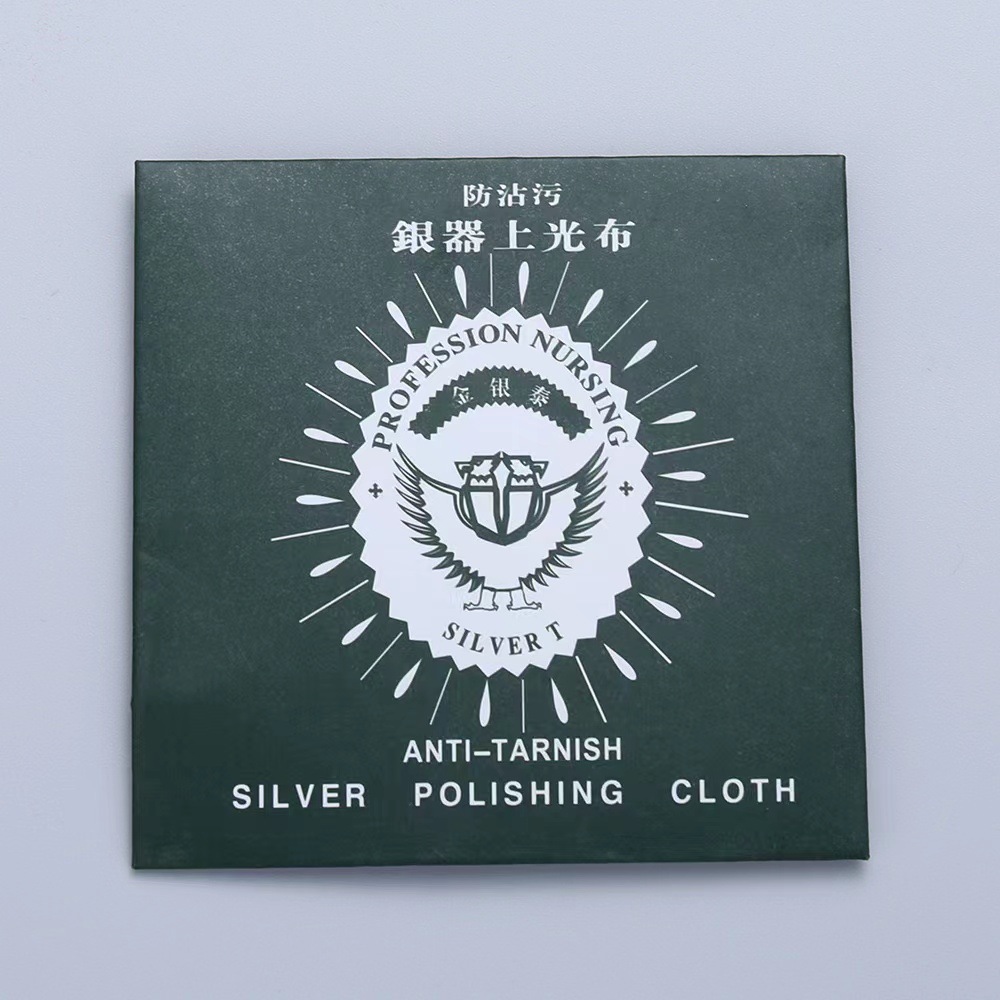 防沾污
銀器上光布
PROFESSION NURSING
金银泰
SILVER T
ANTI–TARNISH
SILVER POLISHING CLOTH